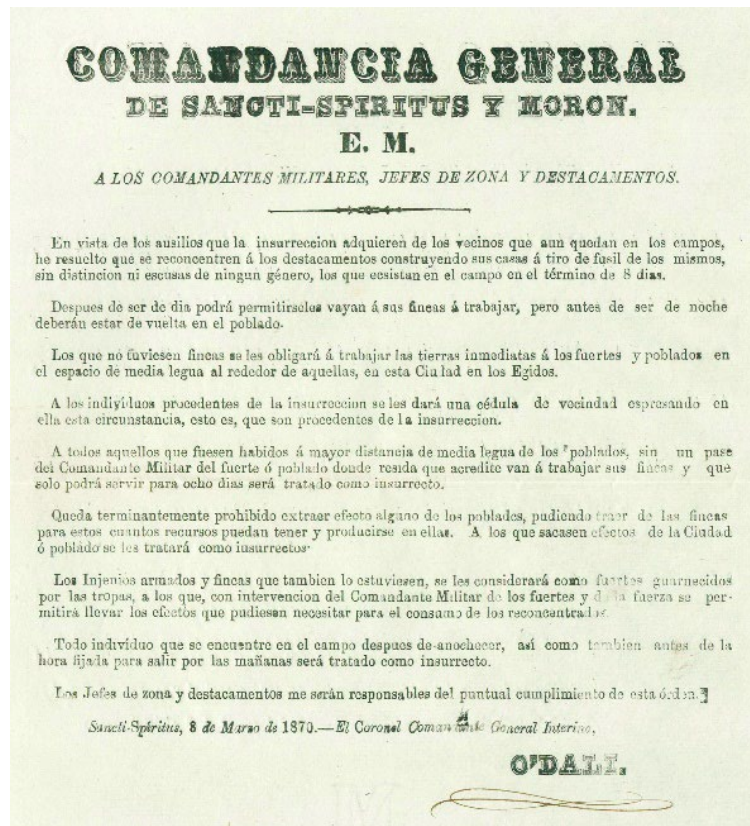 COMANDANCIA GENERAL
DE SANCTI-SPIRITUS Y MORON.
E. M.
A LOS COMANDANTES MILITARES, JEFES DE ZONA Y DESTACAMENTOS.
En vista de los ausilios que la insurreccion adquieren de los vecinos que aun quedan en los campos,
he resuelto que se reconcentren á los destacamentos construyendo sus casas á tiro de fusil de los mismos,
sin distincion ni escusas de ningun género, los que ecsistan en el campo en el término de 8 dias.
Despues de ser de dia podrá permitirseles vayan á sus fincas á trabajar, pero antes de ser de noche
deberán estar de vuelta en el poblado.
Los que no tuviesen fincas se les obligará á trabajar las tierras inmediatas á los fuertes y poblados en
el espacio de media legua al rededor de aquellas, en esta Ciudad en los Egidos.
A los individuos procedentes de la insurreccion se les dará una cédula de vecindad espresando en
ella esta circunstancia, esto es, que son procedentes de la insurreccion.
A todos aquellos que fuesen habidos á mayor distancia de media legua de los poblados, sin un pase
del Comandante Militar del fuerte ó poblado donde resida que acredite van á trabajar sus fincas y que
solo podrá servir para ocho dias será tratado como insurrecto.
Queda terminantemente prohibido extraer efecto alguno de los poblados, pudiendo traer de las fincas
para estos cuantos recursos puedan tener y producirse en ellas. A los que sacasen efectos de la Ciudad
ó poblado se les tratará como insurrectos.
Los Injenios armados y fincas que tambien lo estuviesen, se les considerará como fuertes guarnecidos
por las tropas, a los que, con intervencion del Comandante Militar de los fuertes y de la fuerza se per-
mitirá llevar los efectos que pudiesen necesitar para el consumo de los reconcentrados.
Todo indivíduo que se encuentre en el campo despues de anochecer, así como tambien antes de la
hora fijada para salir por las mañanas será tratado como insurrecto.
Los Jefes de zona y destacamentos me serán responsables del puntual cumplimiento de esta órden.
Sancti-Spíritus, 8 de Marzo de 1870.—El Coronel Comandante General Interino,
O'DALI.